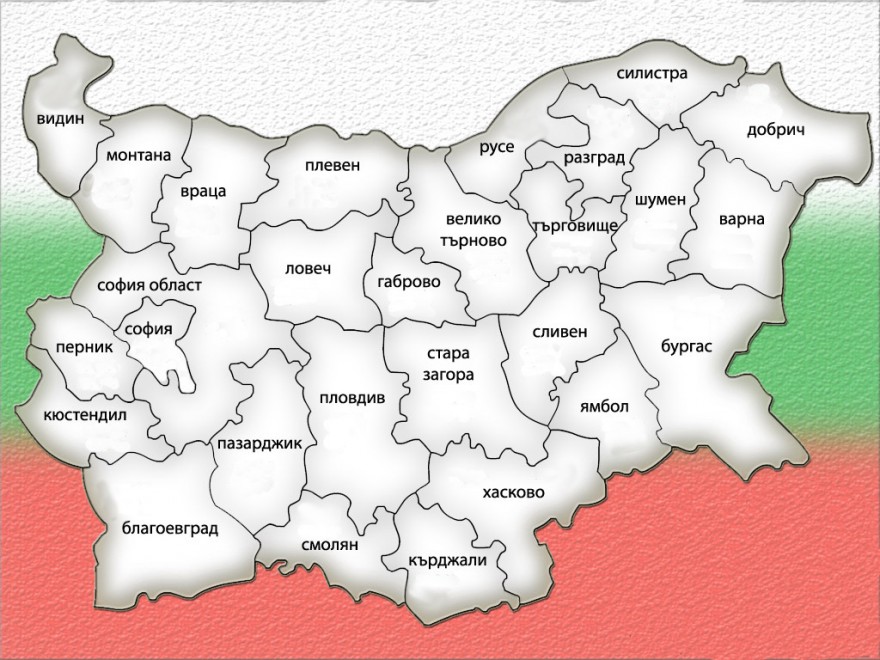 силистра
видин
добрич
русе
монтана
разград
плевен
враца
шумен
велико
търново
търговище
варна
ловеч
габрово
софия област
софия
сливен
перник
бургас
стара
загора
пловдив
ямбол
кюстендил
пазарджик
хасково
благоевград
смолян
кърджали